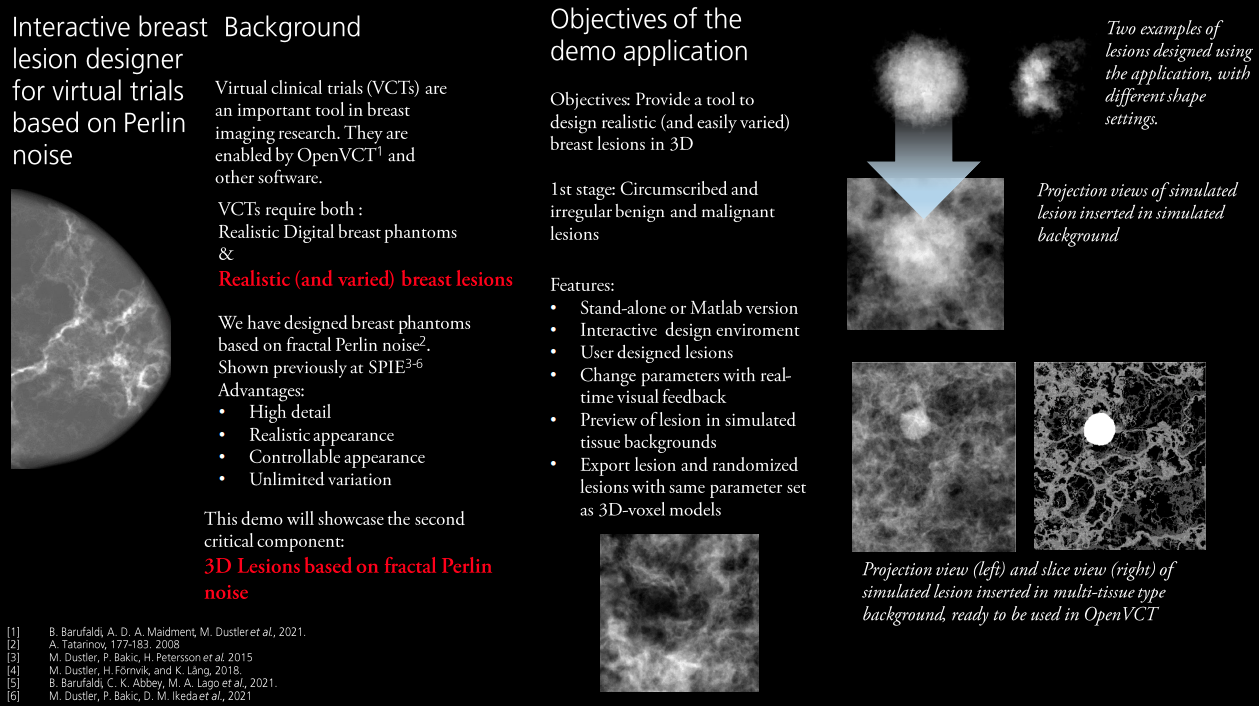 Interactive breast
lesion designer
for virtual trials
based on Perlin
noise
Background
Virtual clinical trials (VCTs) are
an important tool in breast
imaging research. They are
enabled by OpenVCT1 and
other software.
VCTs require both :
Realistic Digital breast phantoms
&
Realistic (and varied) breast lesions
We have designed breast phantoms
based on fractal Perlin noise2.
Shown previously at SPIE3-6
Advantages:
• High detail
• Realistic appearance
• Controllable appearance
• Unlimited variation
This demo will showcase the second
critical component:
3D Lesions based on fractal Perlin
noise
[1] B. Barufaldi, A. D. A. Maidment, M. Dustler et al., 2021.
[2] A. Tatarinov, 177-183. 2008
[3] M. Dustler, P. Bakic, H. Petersson et al. 2015
[4] M. Dustler, H. Förnvik, and K. Lång, 2018.
[5] B. Barufaldi, C. K. Abbey, M. A. Lago et al., 2021.
[6] M. Dustler, P. Bakic, D. M. Ikeda et al., 2021
Objectives of the
demo application
Objectives: Provide a tool to
design realistic (and easily varied)
breast lesions in 3D
1st stage: Circumscribed and
irregular benign and malignant
lesions
Features:
• Stand-alone or Matlab version
• Interactive design enviroment
• User designed lesions
• Change parameters with real-
time visual feedback
• Preview of lesion in simulated
tissue backgrounds
• Export lesion and randomized
lesions with same parameter set
as 3D-voxel models
Two examples of
lesions designed using
the application, with
different shape
settings.
Projection views of simulated
lesion inserted in simulated
background
Projection view (left) and slice view (right) of
simulated lesion inserted in multi-tissue type
background, ready to be used in OpenVCT